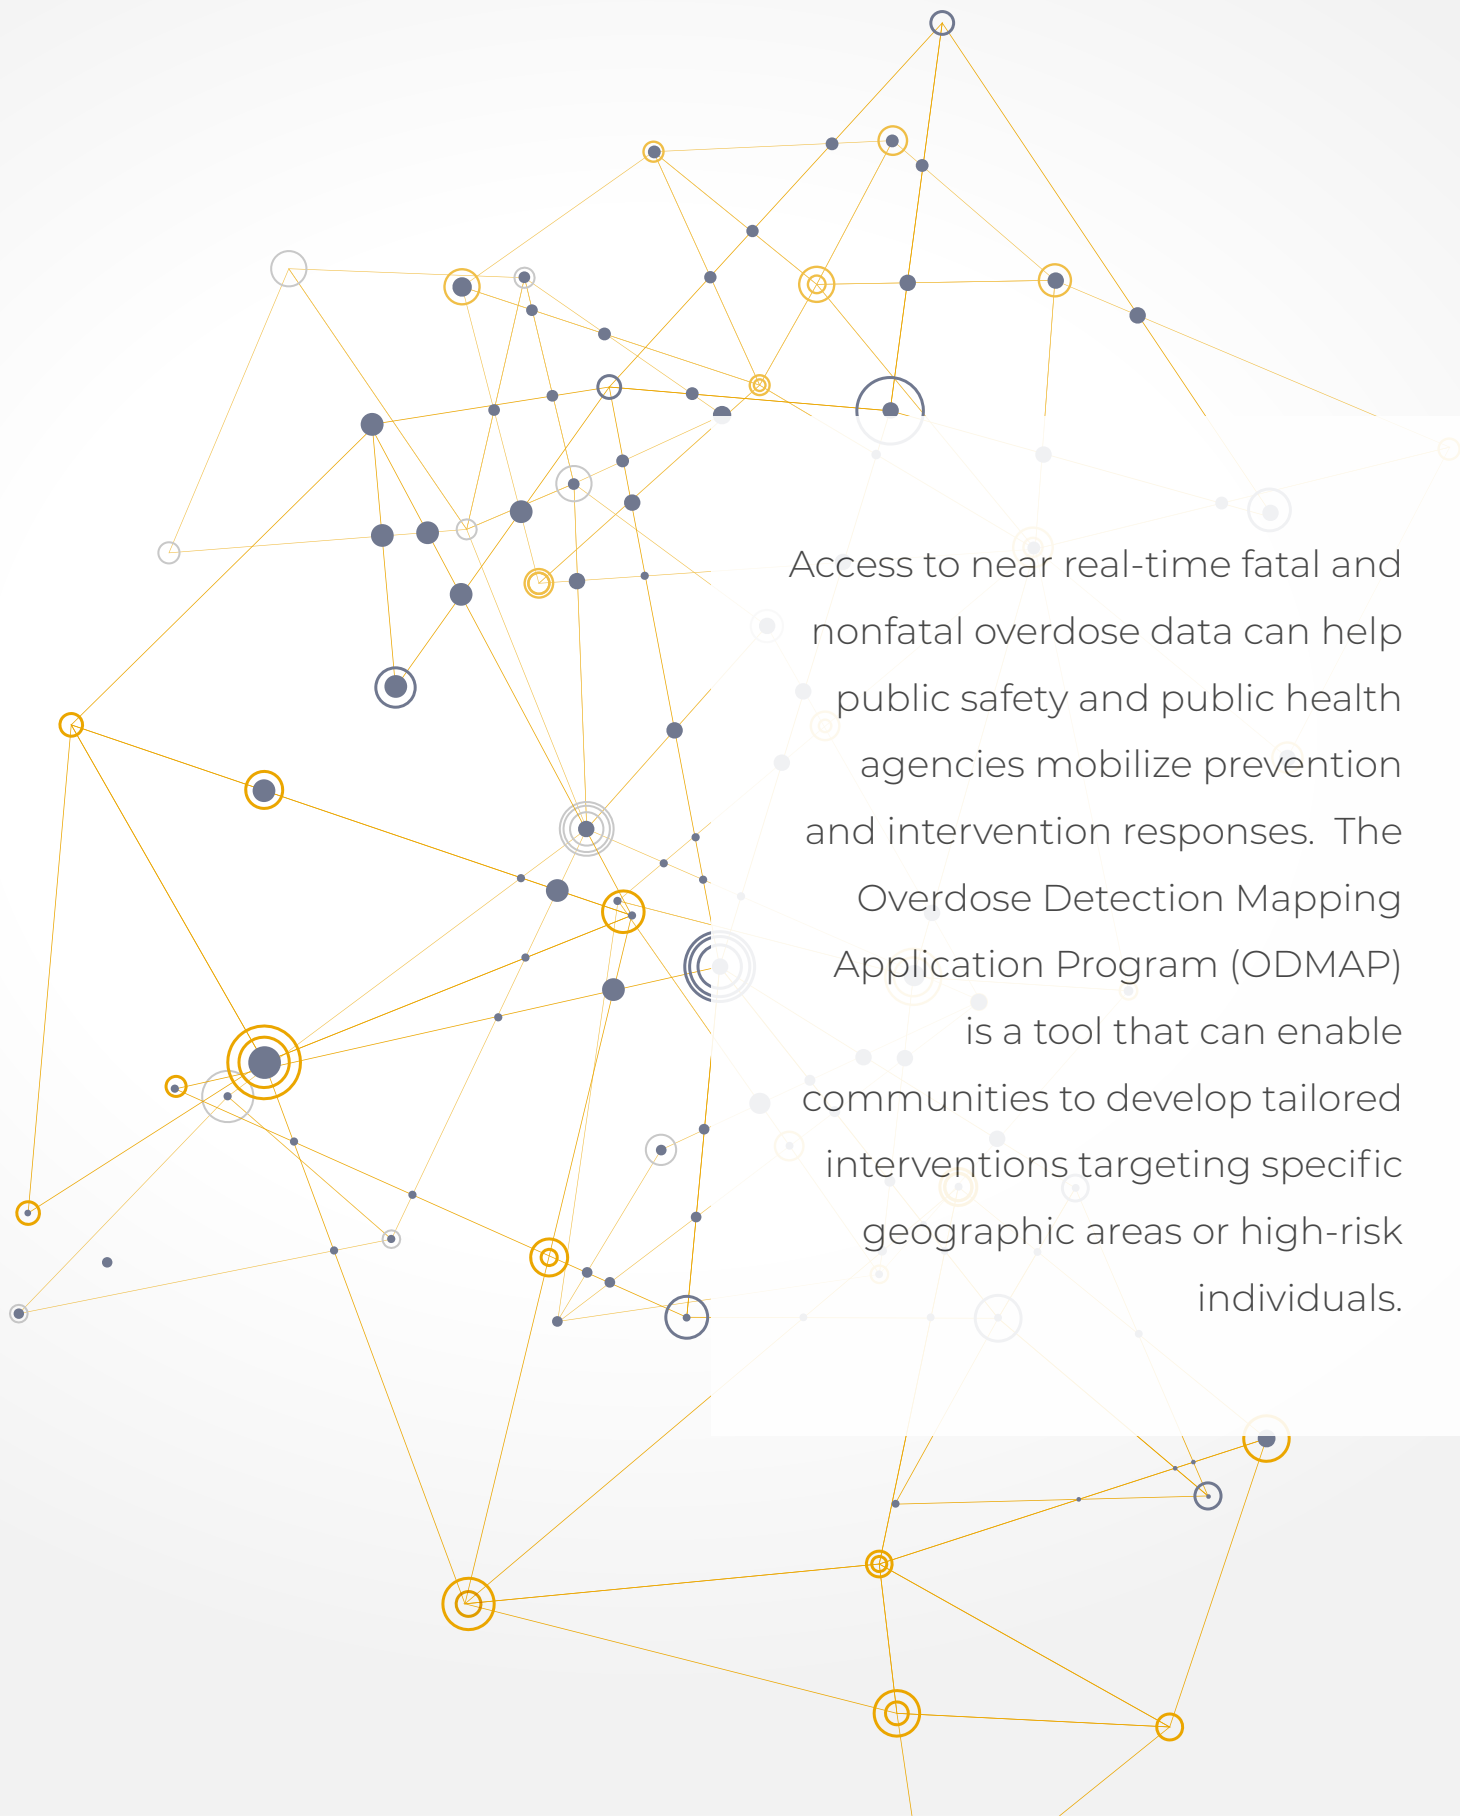 Access to near real-time fatal and
nonfatal overdose data can help
public safety and public health
agencies mobilize prevention
and intervention responses.  The
Overdose Detection Mapping
Application Program (ODMAP)
is a tool that can enable
communities to develop tailored
interventions targeting specific
geographic areas or high-risk
individuals.